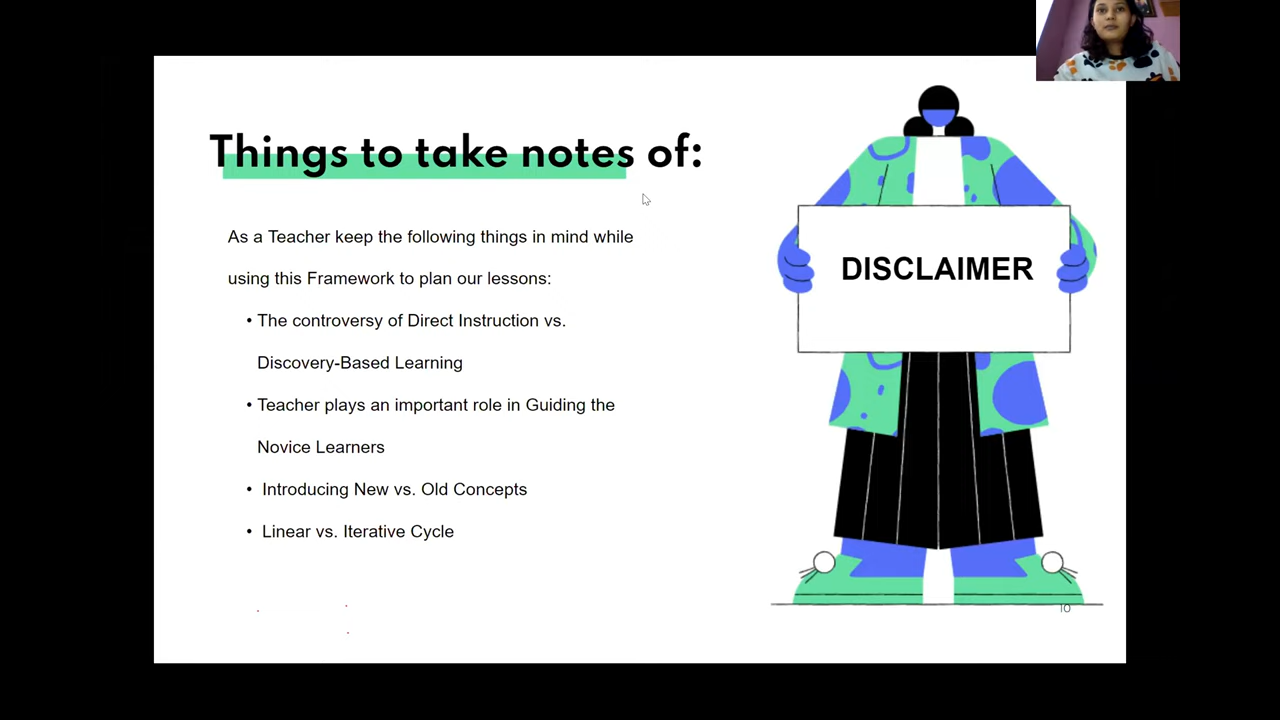 Things to take notes of:
As a Teacher keep the following things in mind while
using this Framework to plan our lessons:
• The controversy of Direct Instruction vs.
Discovery-Based Learning
• Teacher plays an important role in Guiding the
Novice Learners
• Introducing New vs. Old Concepts
• Linear vs. Iterative Cycle
DISCLAIMER
10